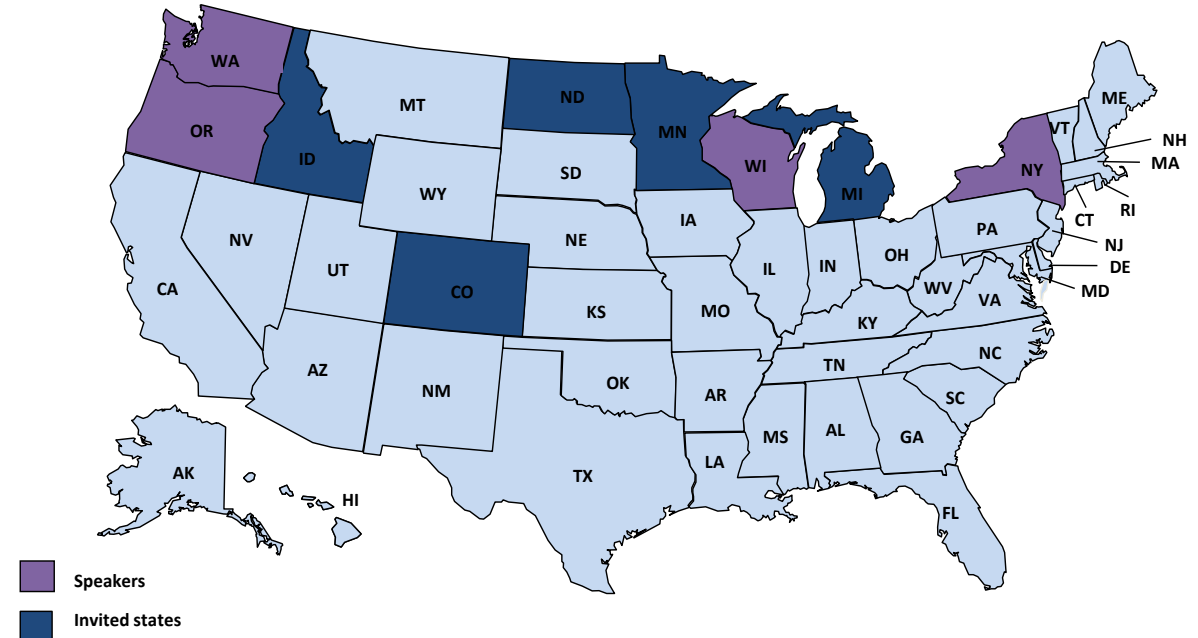 WA
OR
ID
MT
ND
MN
WI
MI
NY
VT
ME
NH
MA
RI
CT
NJ
DE
MD
WY
SD
IA
NE
NV
UT
CO
CA
KS
MO
IL
IN
OH
PA
WV
VA
KY
NC
TN
SC
AZ
NM
OK
AR
MS
AL
GA
LA
TX
FL
AK
HI
Speakers
Invited states